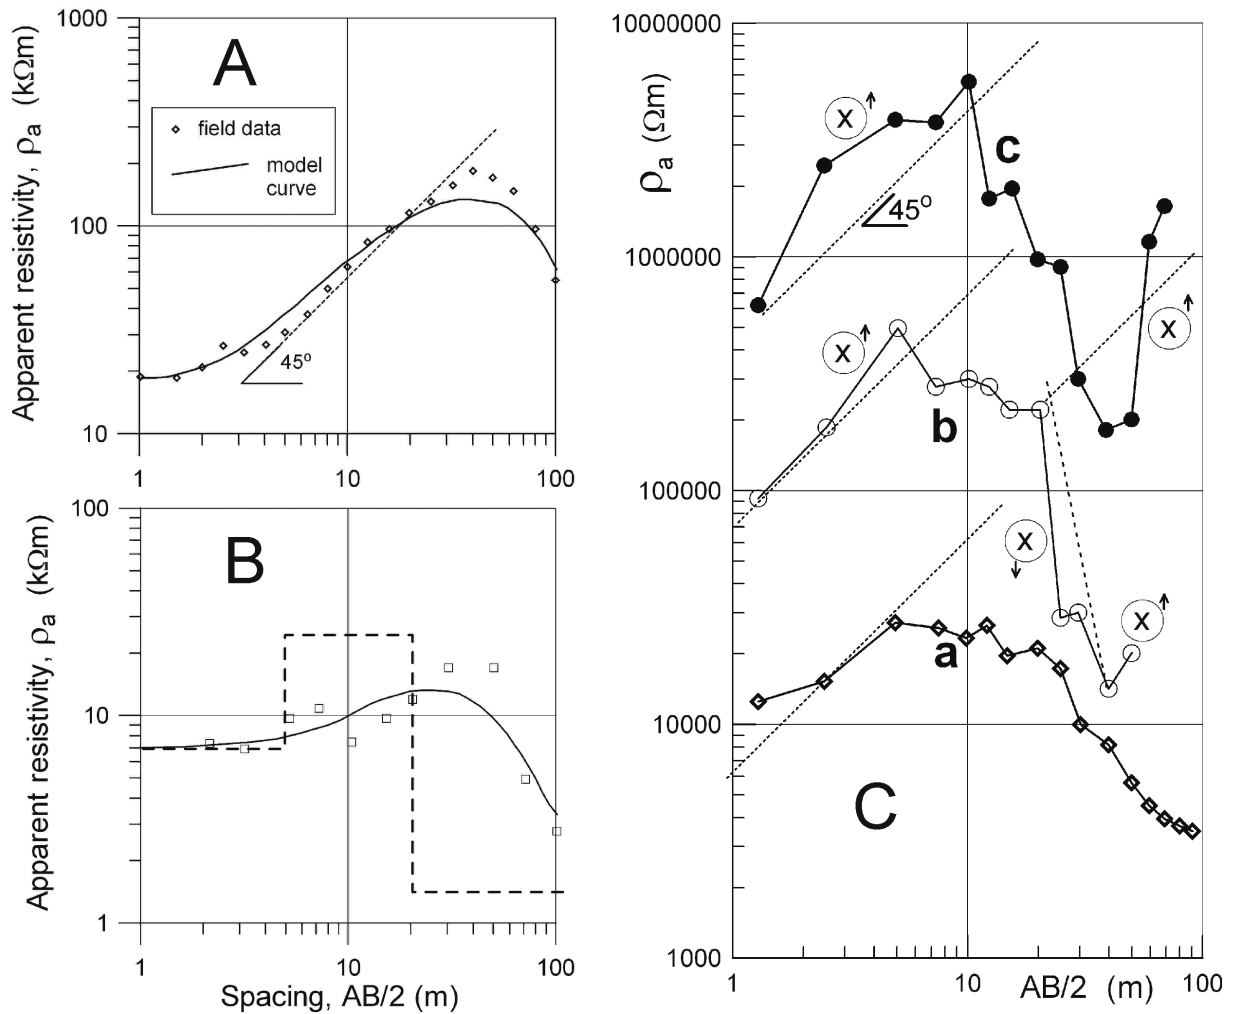 A
1000
100
10
1
10
100
Apparent resistivity, ρa (kΩm)
field data
model
curve
45o
B
100
10
1
1
10
100
Apparent resistivity, ρa (kΩm)
Spacing, AB/2 (m)
10000000
1000000
100000
10000
1000
ρa (Ωm)
X
c
45o
X
X
b
X
X
a
C
1
10
100
AB/2 (m)